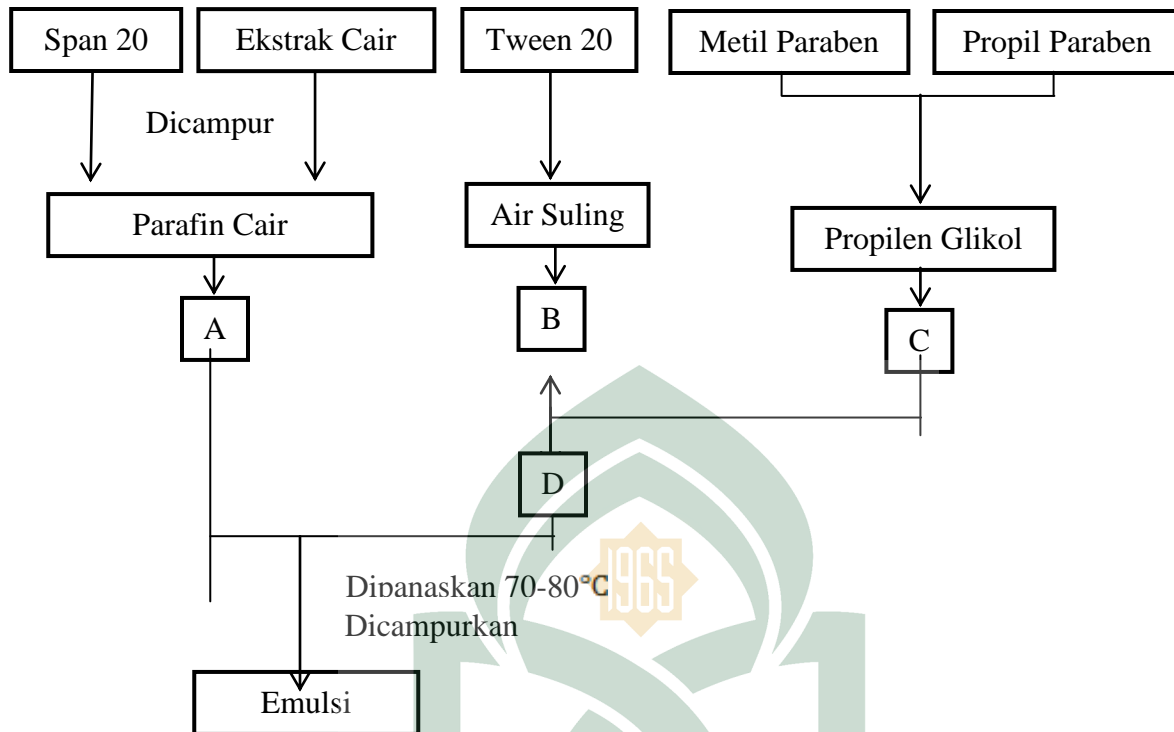 Span 20
Ekstrak Cair
Tween 20
Metil Paraben
Propil Paraben
Dicampur
Parafin Cair
Air Suling
Propilen Glikol
A
B
C
D
1965
Dipanaskan 70-80°C
Dicampurkan
Emulsi